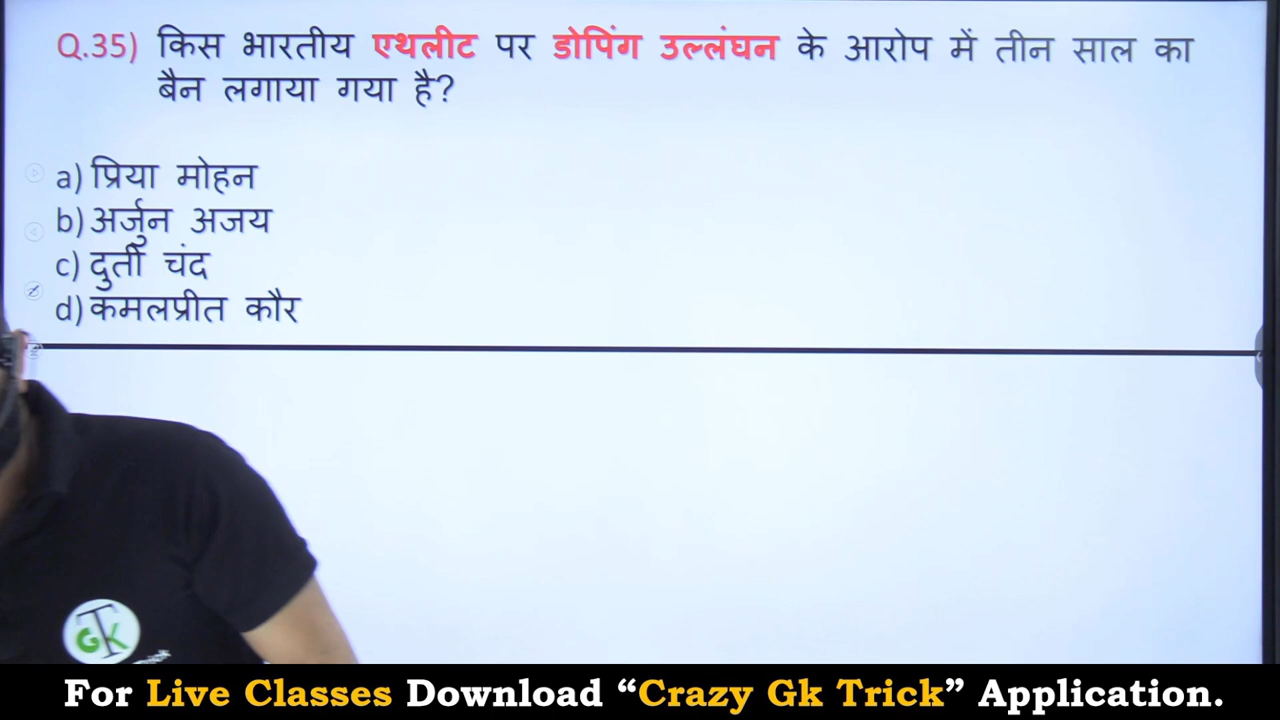 Q.35) किस भारतीय एथलीट पर डोपिंग उल्लंघन के आरोप में तीन साल का
बैन लगाया गया है?
a) प्रिया मोहन
b) अर्जुन अजय
c) दुती चंद
d) कमलप्रीत कौर
GTK
For Live Classes Download “Crazy Gk Trick” Application.